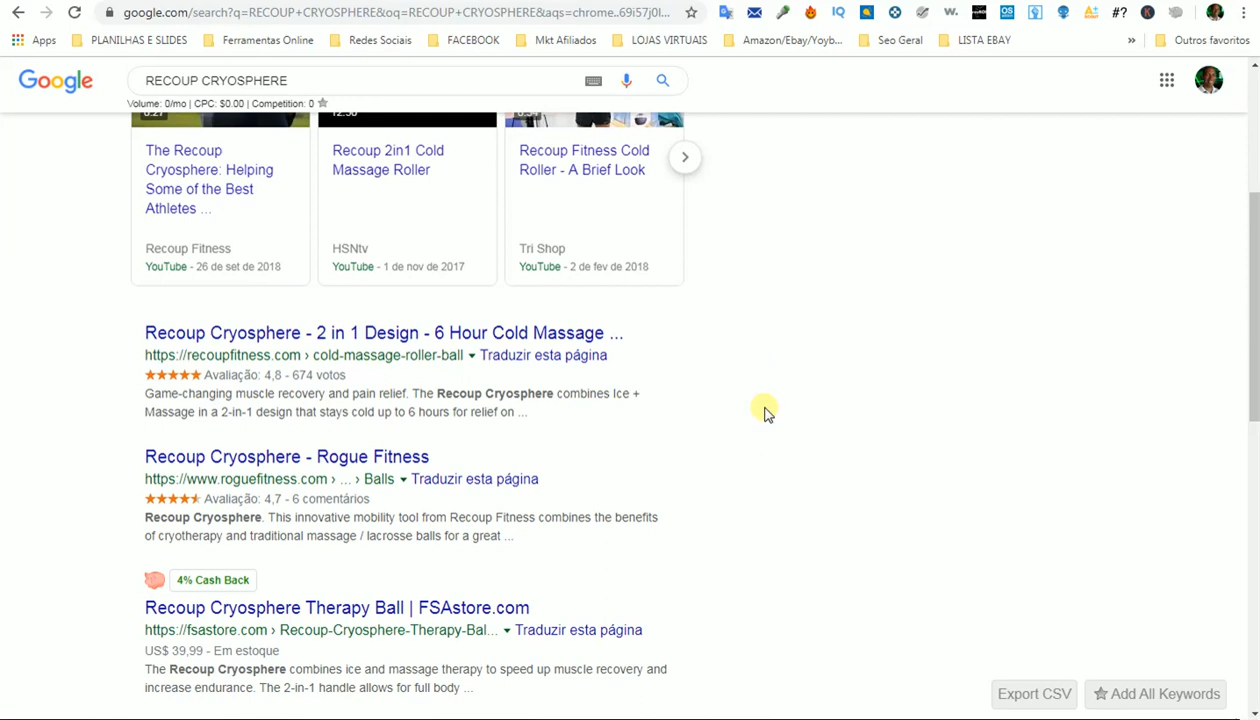 google.com/search?q=RECOUP+CRYOSPHERE&oq=RECOUP+CRYOSPHERE&aqs=chrome..69i57j0l...
Apps PLANILHAS E SLIDES Ferramentas Online Redes Sociais FACEBOOK Mkt Afiliados LOJAS VIRTUAIS Amazon/Ebay/Yoyb... Seo Geral LISTA EBAY » Outros favoritos
Google RECOUP CRYOSPHERE
Volume: 0/mo | CPC: $0.00 | Competition: 0
The Recoup
Cryosphere: Helping
Some of the Best
Athletes ...
Recoup Fitness
YouTube - 26 de set de 2018
Recoup 2in1 Cold
Massage Roller
HSNtv
YouTube - 1 de nov de 2017
Recoup Fitness Cold
Roller - A Brief Look
Tri Shop
YouTube - 2 de fev de 2018
Recoup Cryosphere - 2 in 1 Design - 6 Hour Cold Massage ...
https://recoupfitness.com › cold-massage-roller-ball Traduzir esta página
Avaliação: 4,8 - 674 votos
Game-changing muscle recovery and pain relief. The Recoup Cryosphere combines Ice +
Massage in a 2-in-1 design that stays cold up to 6 hours for relief on ...
Recoup Cryosphere - Rogue Fitness
https://www.roguefitness.com › ... › Balls Traduzir esta página
Avaliação: 4,7 - 6 comentários
Recoup Cryosphere. This innovative mobility tool from Recoup Fitness combines the benefits
of cryotherapy and traditional massage / lacrosse balls for a great ...
4% Cash Back
Recoup Cryosphere Therapy Ball | FSAstore.com
https://fsastore.com › Recoup-Cryosphere-Therapy-Bal... Traduzir esta página
US$ 39,99 - Em estoque
The Recoup Cryosphere combines ice and massage therapy to speed up muscle recovery and
increase endurance. The 2-in-1 handle allows for full body ...
Export CSV Add All Keywords